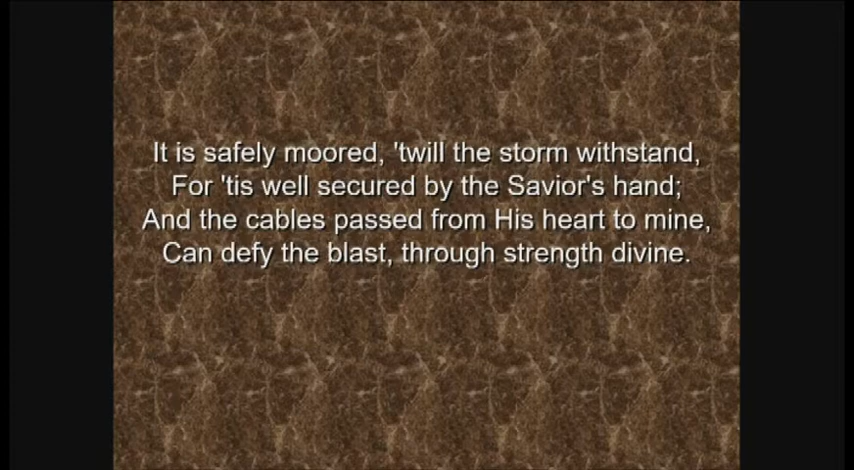 It is safely moored, 'twill the storm withstand,
For 'tis well secured by the Savior's hand;
And the cables passed from His heart to mine,
Can defy the blast, through strength divine.